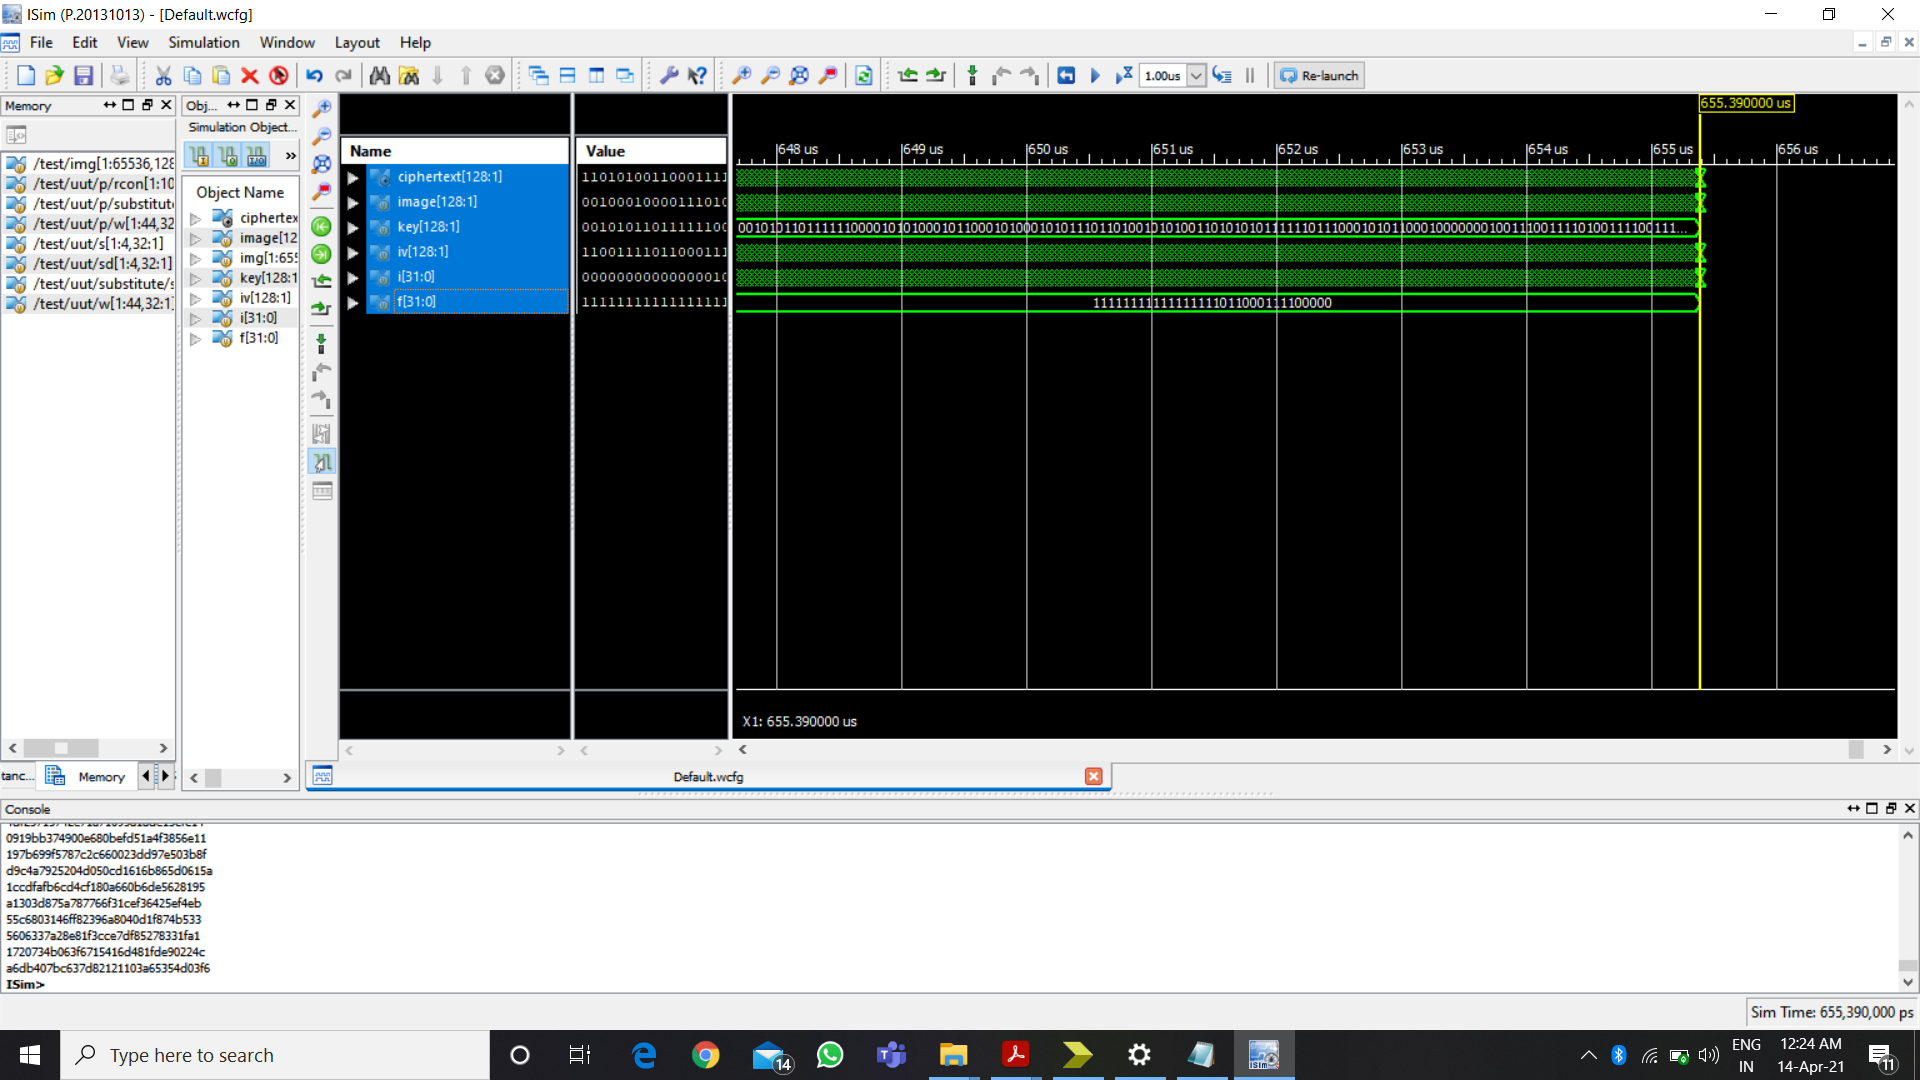 ISim (P.20131013) - [Default.wcfg]
File Edit View Simulation Window Layout Help
1.00us
Re-launch
Memory
/test/img[1:65536,128
/test/uut/p/rcon[1:10
/test/uut/p/substitut
/test/uut/p/w[1:44,32
/test/uut/s[1:4,32:1]
/test/uut/sd[1:4,32:1]
/test/uut/substitute/s
/test/uut/w[1:44,32:1]
tanc...
Memory
Obj...
Simulation Object...
Object Name
ciphertex
image[12
img[1:655
key[128:1
iv[128:1]
i[31:0]
f[31:0]
Name Value
ciphertext[128:1] 11010100110001111
image[128:1] 0010001000011101
key[128:1] 0010101101111110
iv[128:1] 1100111101100011
i[31:0]
f[31:0]
655.390000 us
648 us 649 us 650 us 651 us 652 us 653 us 654 us 655 us 656 us
11111111111111111011000111100000
X1: 655.390000 us
Default.wcfg
Console
0919bb374900e680befd51a4f3856e11
197b699f5787c2c660023dd97e503b8f
d9c4a7925204d050cd1616b865d0615a
1ccdfafb6cd4cf180a660b6de5628195
a1303d875a787766f31cef36425ef4eb
55c6803146ff82396a8040d1f874b533
5606337a28e81f3cce7df85278331fa1
1720734b063f6715416d481fde90224c
a6db407bc637d82121103a65354d03f6
ISim>
Sim Time: 655,390,000 ps
Type here to search
14
ENG
IN
12:24 AM
14-Apr-21
11